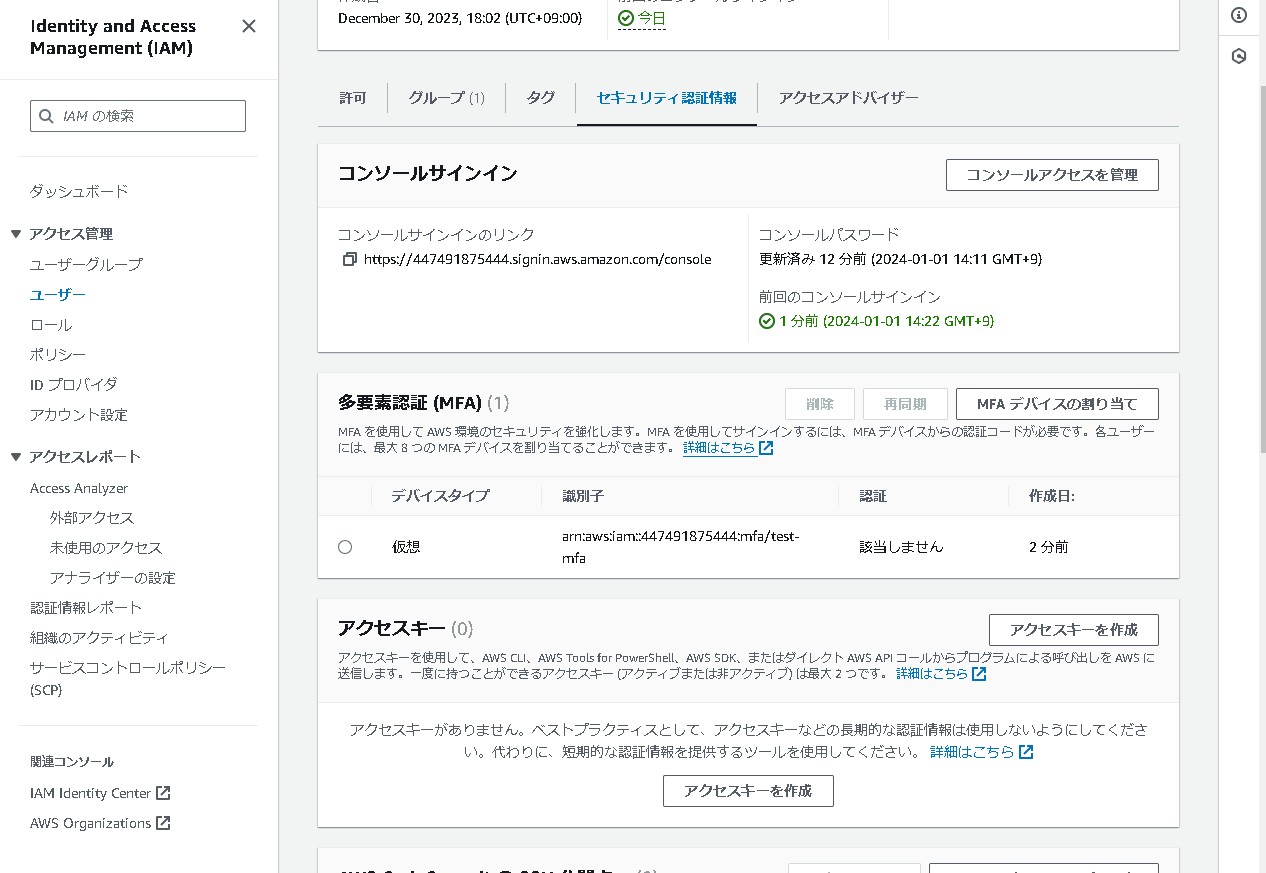 Identity and Access
Management (IAM)
IAM の検索
ダッシュボード
アクセス管理
ユーザーグループ
ユーザー
ロール
ポリシー
ID プロバイダ
アカウント設定
アクセスレポート
Access Analyzer
外部アクセス
未使用のアクセス
アナライザーの設定
認証情報レポート
組織のアクティビティ
サービスコントロールポリシー
(SCP)
関連コンソール
IAM Identity Center
AWS Organizations
December 30, 2023, 18:02 (UTC+09:00)
今日
許可
グループ (1)
タグ
セキュリティ認証情報
アクセスアドバイザー
コンソールサインイン
コンソールアクセスを管理
コンソールサインインのリンク
https://447491875444.signin.aws.amazon.com/console
コンソールパスワード
更新済み 12 分前 (2024-01-01 14:11 GMT+9)
前回のコンソールサインイン
1 分前 (2024-01-01 14:22 GMT+9)
多要素認証 (MFA) (1)
削除
再同期
MFA デバイスの割り当て
MFA を使用して AWS 環境のセキュリティを強化します。MFA を使用してサインインするには、MFA デバイスからの認証コードが必要です。各ユーザー
には、最大 8 つの MFA デバイスを割り当てることができます。 詳細はこちら
デバイスタイプ
識別子
認証
作成日:
仮想
arn:aws:iam::447491875444:mfa/test-
mfa
該当しません
2 分前
アクセスキー (0)
アクセスキーを作成
アクセスキーを使用して、AWS CLI、AWS Tools for PowerShell、AWS SDK、またはダイレクト AWS API コールからプログラムによる呼び出しを AWS に
送信します。一度に持つことができるアクセスキー (アクティブまたは非アクティブ) は最大 2 つです。 詳細はこちら
アクセスキーがありません。ベストプラクティスとして、アクセスキーなどの長期的な認証情報は使用しないようにしてくださ
い。代わりに、短期的な認証情報を提供するツールを使用してください。 詳細はこちら
アクセスキーを作成